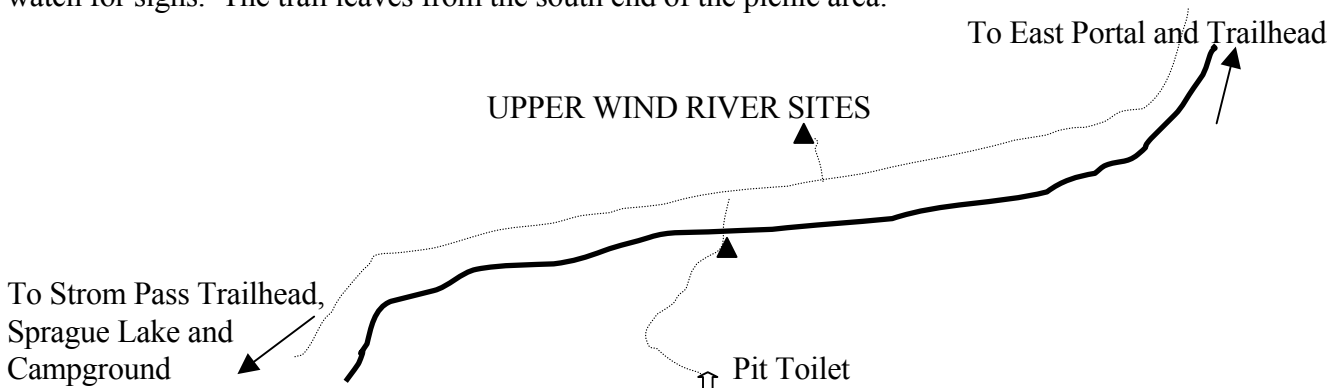 watch for signs.  The trail leaves from the south end of the picnic area.
To East Portal and Trailhead
UPPER WIND RIVER SITES
To Strom Pass Trailhead,
Sprague Lake and
Campground
Pit Toilet